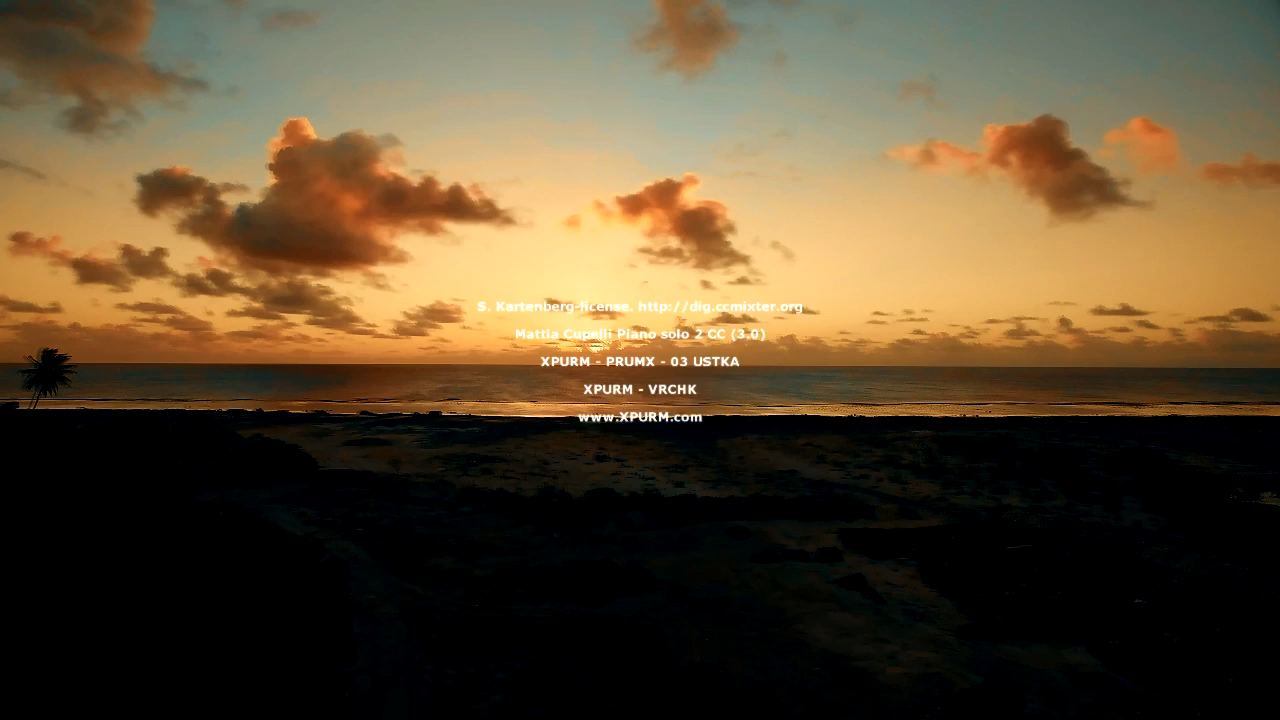 S. Kartenberg-license. http://dig.ccmixter.org
Mattia Cupelli Piano solo 2 CC (3.0)
XPURM - PRUMX - 03 USTKA
XPURM - VRCHK
www.XPURM.com